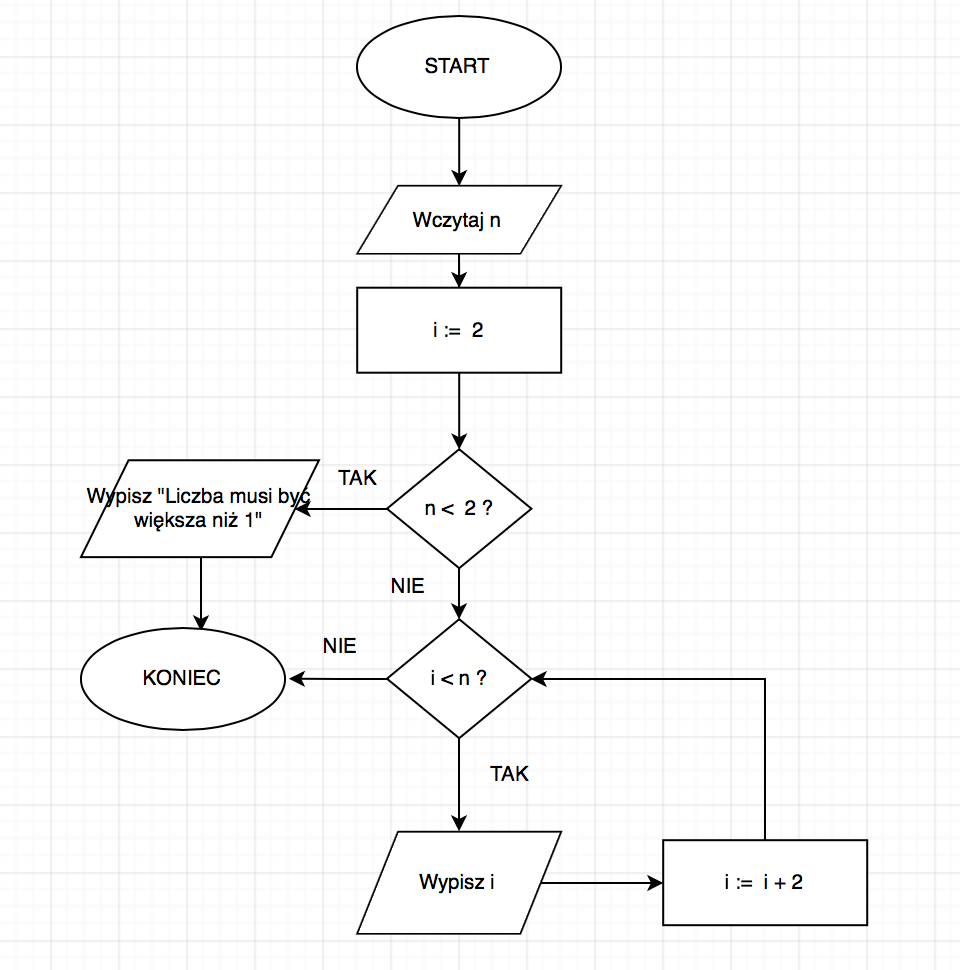 START
Wczytaj n
i := 2
TAK
Wypisz "Liczba musi być
większa niż 1"
n < 2 ?
NIE
NIE
KONIEC
i < n ?
TAK
Wypisz i
i := i + 2